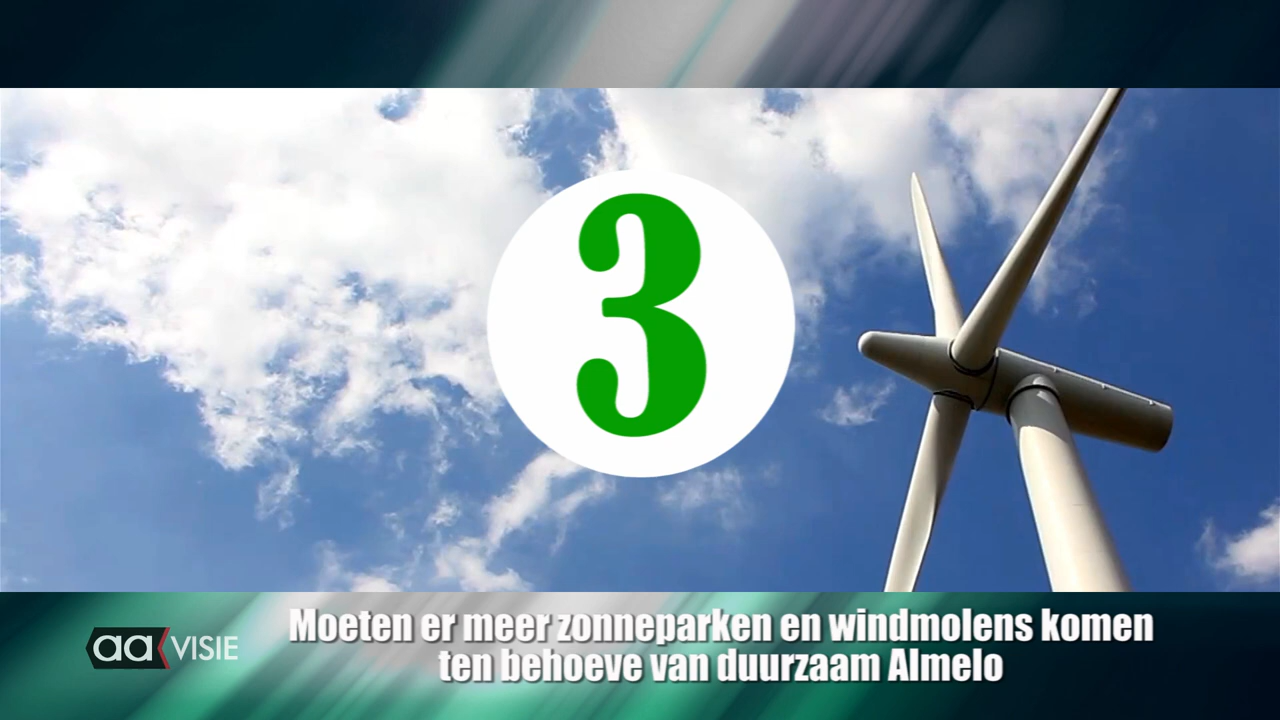 3
aa VISIE
Moeten er meer zonneparken en windmolens komen
ten behoeve van duurzaam Almelo